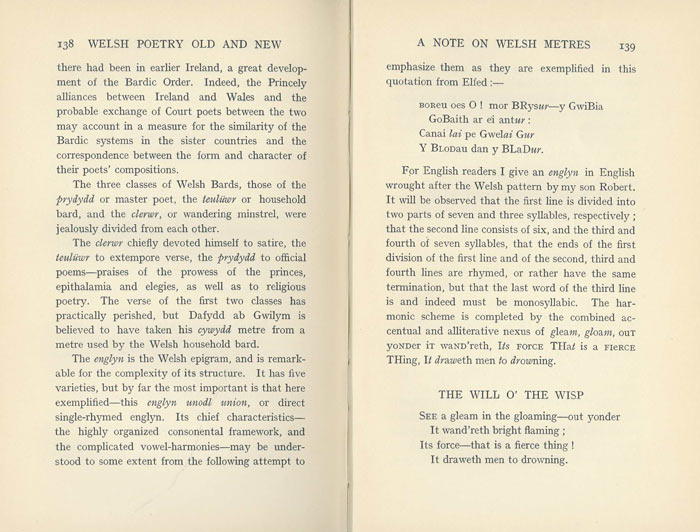 138 WELSH POETRY OLD AND NEW
there had been in earlier Ireland, a great develop-
ment of the Bardic Order. Indeed, the Princely
alliances between Ireland and Wales and the
probable exchange of Court poets between the two
may account in a measure for the similarity of the
Bardic systems in the sister countries and the
correspondence between the form and character of
their poets' compositions.
The three classes of Welsh Bards, those of the
prydydd or master poet, the teulüwr or household
bard, and the clerwr, or wandering minstrel, were
jealously divided from each other.
The clerwr chiefly devoted himself to satire, the
teulüwr to extempore verse, the prydydd to official
poems—praises of the prowess of the princes,
epithalamia and elegies, as well as to religious
poetry. The verse of the first two classes has
practically perished, but Dafydd ab Gwilym is
believed to have taken his cywydd metre from a
metre used by the Welsh household bard.
The englyn is the Welsh epigram, and is remark-
able for the complexity of its structure. It has five
varieties, but by far the most important is that here
exemplified—this englyn unodl union, or direct
single-rhymed englyn. Its chief characteristics—
the highly organized consonental framework, and
the complicated vowel-harmonies—may be under-
stood to some extent from the following attempt to
A NOTE ON WELSH METRES 139
emphasize them as they are exemplified in this
quotation from Elfed:—
BOREU OES O! mor BRysur—y GwiBia
GoBaith ar ei antur:
Canai lai pe Gwelai Gur
Y BLODAU dan y BLaDur.
For English readers I give an englyn in English
wrought after the Welsh pattern by my son Robert.
It will be observed that the first line is divided into
two parts of seven and three syllables, respectively;
that the second line consists of six, and the third and
fourth of seven syllables, that the ends of the first
division of the first line and of the second, third and
fourth lines are rhymed, or rather have the same
termination, but that the last word of the third line
is and indeed must be monosyllabic. The har-
monic scheme is completed by the combined ac-
centual and alliterative nexus of gleam, gloam, OUT
YONDER IT WAND'reth, Its FORCE THat is a FIERCE
THing, It draweth men to drowning.
THE WILL O' THE WISP
SEE a gleam in the gloaming—out yonder
It wand'reth bright flaming;
Its force—that is a fierce thing!
It draweth men to drowning.